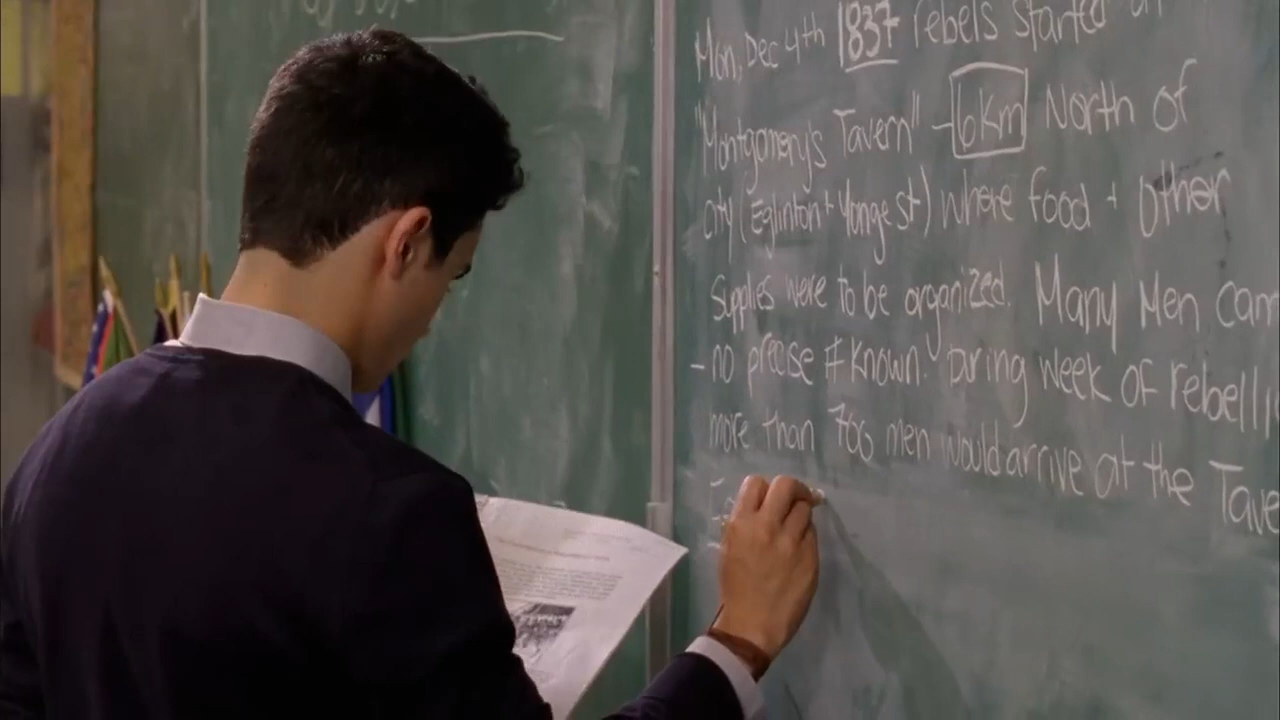 Mon, Dec 4th 1837 rebels started
"Montgomery's Tavern" - 6 Km North of
City (Eglinton + Yonge st) where food + Other
Supplies were to be organized. Many Men
- no precise # known. During week of
more than 700 men would arrive at the